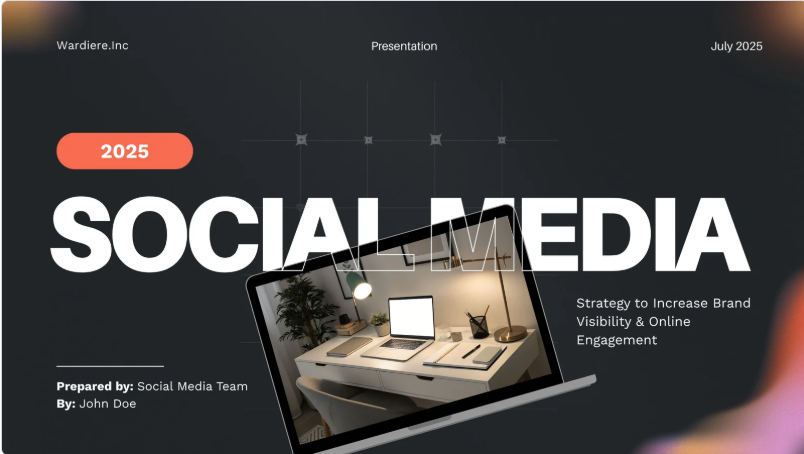 Wardiere.Inc
Presentation
July 2025
2025
SOCIAL MEDIA
Strategy to Increase Brand
Visibility & Online
Engagement
Prepared by: Social Media Team
By: John Doe